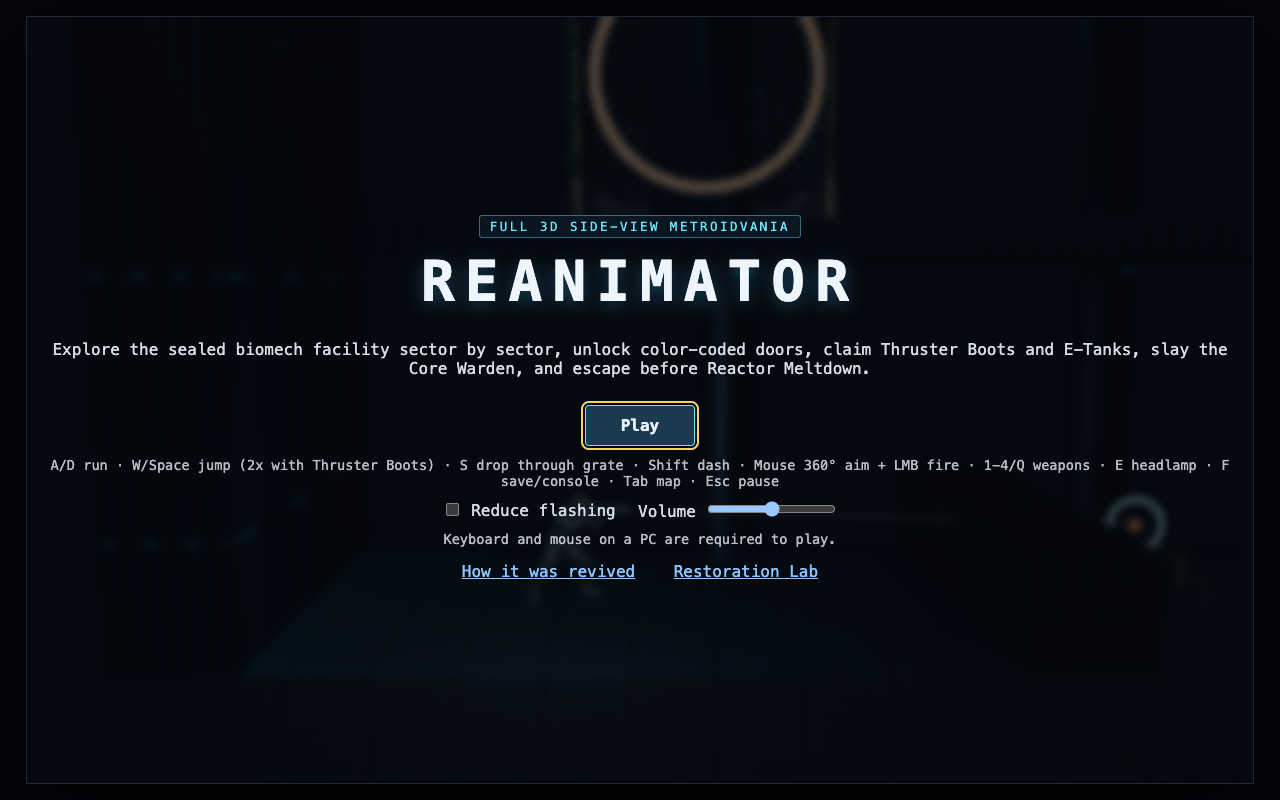 FULL 3D SIDE-VIEW METROIDVANIA
REANIMATOR
Explore the sealed biomech facility sector by sector, unlock color-coded doors, claim Thruster Boots and E-Tanks, slay the
Core Warden, and escape before Reactor Meltdown.
Play
A/D run · W/Space jump (2x with Thruster Boots) · S drop through grate · Shift dash · Mouse 360° aim + LMB fire · 1-4/Q weapons · E headlamp · F
save/console · Tab map · Esc pause
Reduce flashing Volume
Keyboard and mouse on a PC are required to play.
How it was revived Restoration Lab